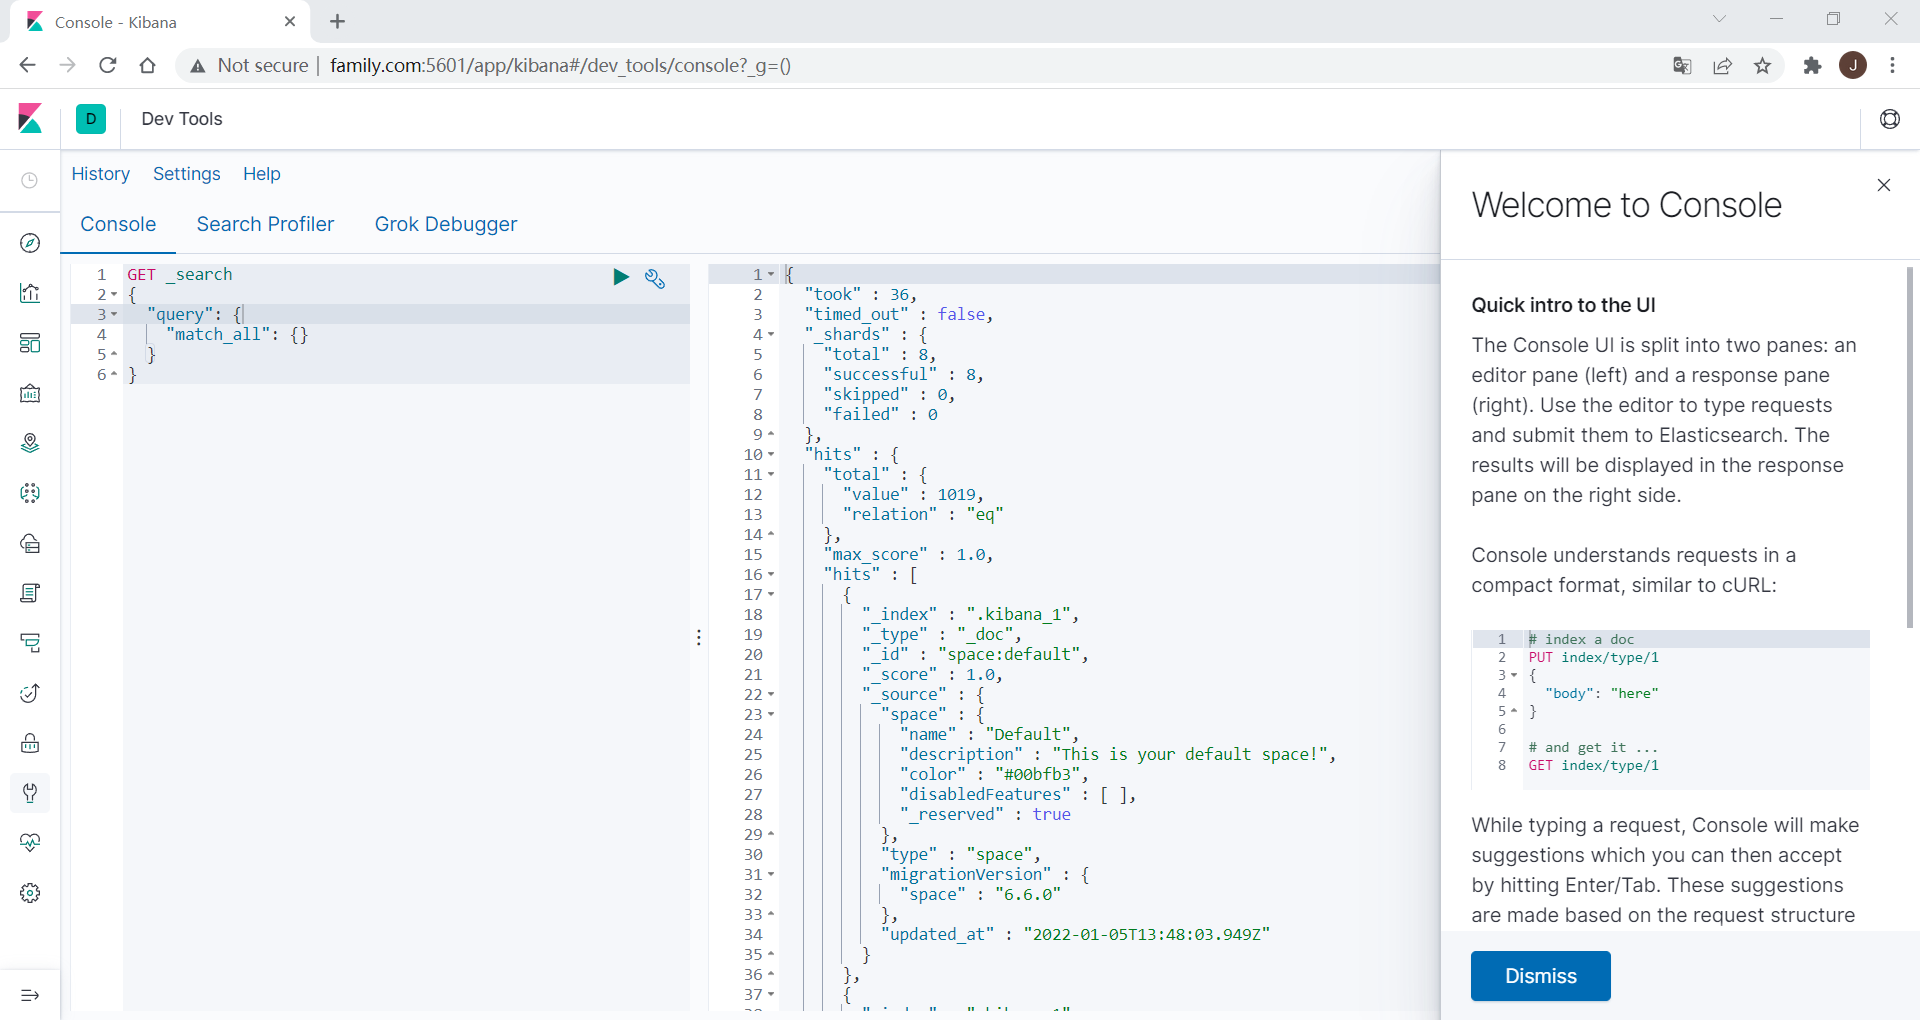 Console - Kibana
Not secure | family.com:5601/app/kibana#/dev_tools/console?_g=()
J
D
Dev Tools
History Settings Help
Console Search Profiler Grok Debugger
1 GET _search
2 {
3 "query": {
4 "match_all": {}
5 }
6 }
1 {
2 "took" : 36,
3 "timed_out" : false,
4 "_shards" : {
5 "total" : 8,
6 "successful" : 8,
7 "skipped" : 0,
8 "failed" : 0
9 },
10 "hits" : {
11 "total" : {
12 "value" : 1019,
13 "relation" : "eq"
14 },
15 "max_score" : 1.0,
16 "hits" : [
17 {
18 "_index" : ".kibana_1",
19 "_type" : "_doc",
20 "_id" : "space:default",
21 "_score" : 1.0,
22 "_source" : {
23 "space" : {
24 "name" : "Default",
25 "description" : "This is your default space!",
26 "color" : "#00bfb3",
27 "disabledFeatures" : [ ],
28 "_reserved" : true
29 },
30 "type" : "space",
31 "migrationVersion" : {
32 "space" : "6.6.0"
33 },
34 "updated_at" : "2022-01-05T13:48:03.949Z"
35 }
36 },
37 {
Welcome to Console
Quick intro to the UI
The Console UI is split into two panes: an
editor pane (left) and a response pane
(right). Use the editor to type requests
and submit them to Elasticsearch. The
results will be displayed in the response
pane on the right side.
Console understands requests in a
compact format, similar to cURL:
1 # index a doc
2 PUT index/type/1
3 {
4 "body": "here"
5 }
6
7 # and get it ...
8 GET index/type/1
While typing a request, Console will make
suggestions which you can then accept
by hitting Enter/Tab. These suggestions
are made based on the request structure
Dismiss